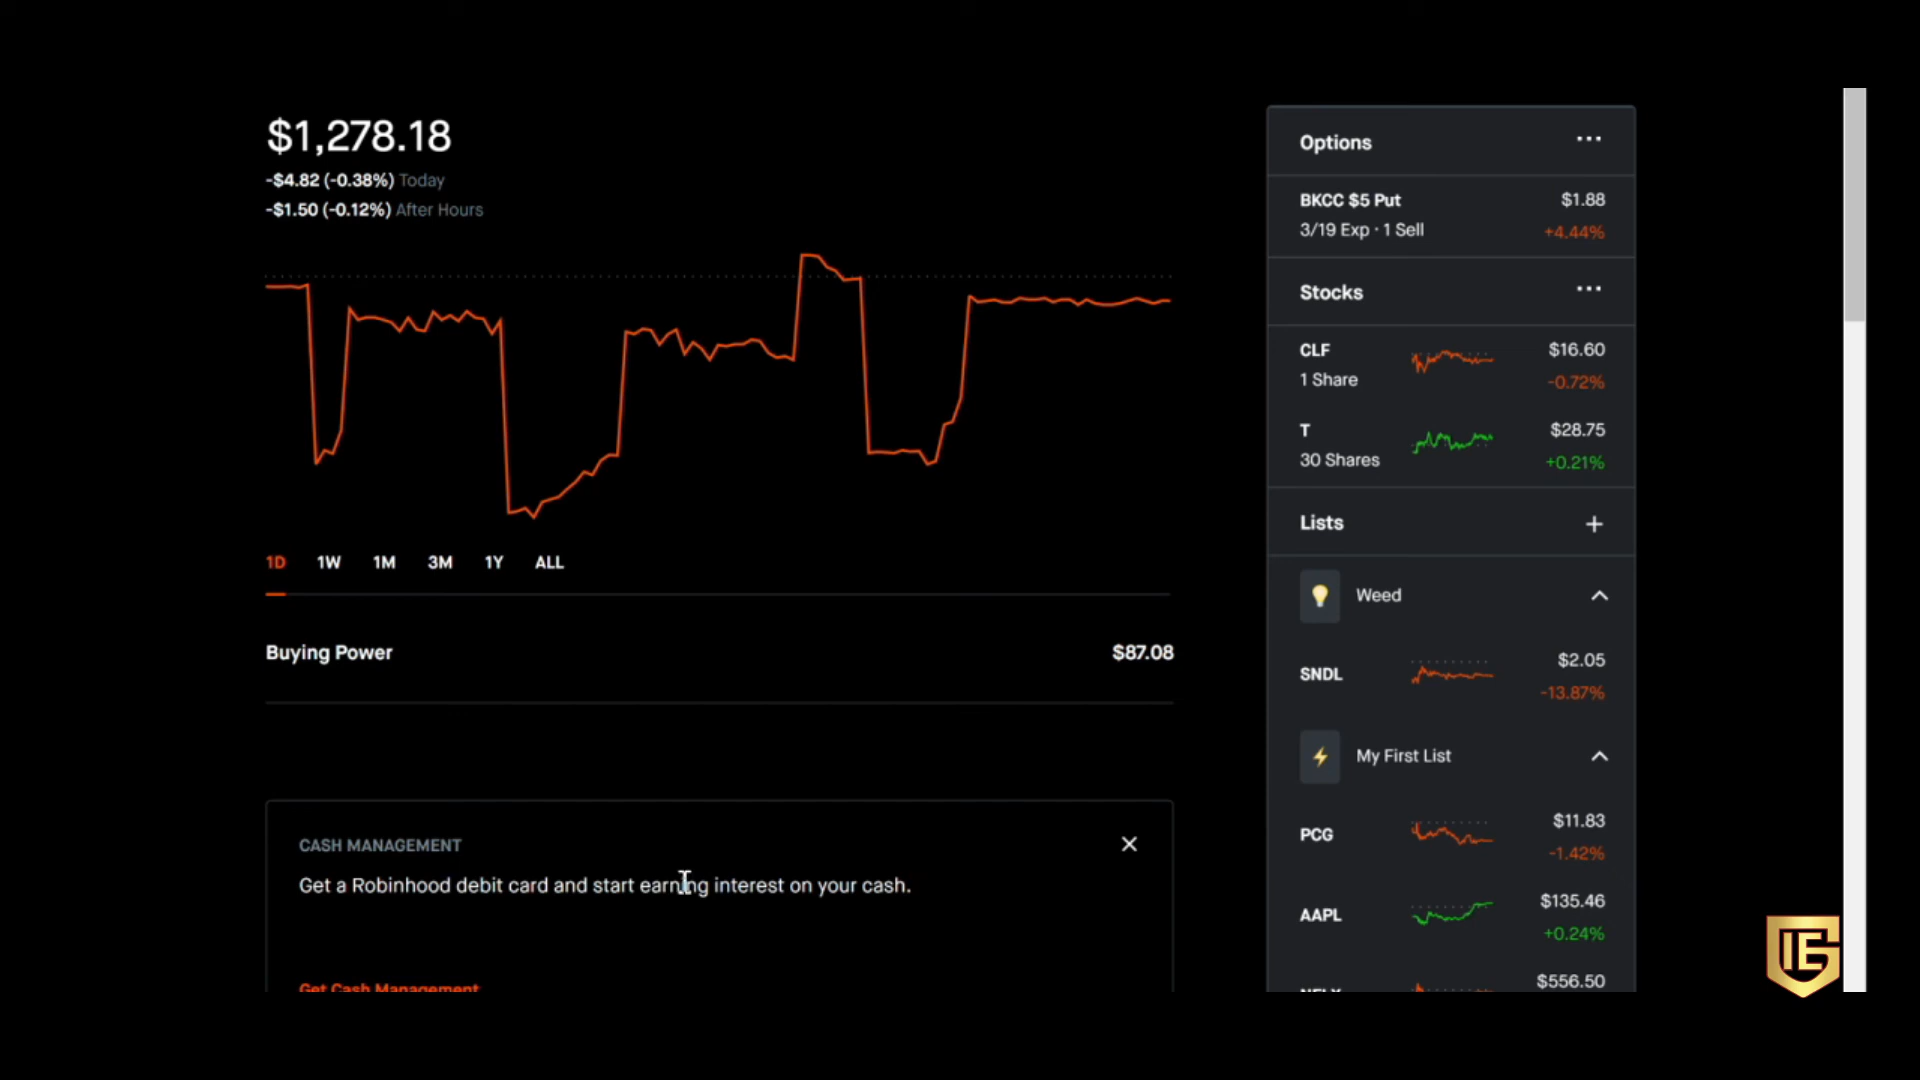 $1,278.18
-$4.82 (-0.38%) Today
-$1.50 (-0.12%) After Hours
1D 1W 1M 3M 1Y ALL
Buying Power $87.08
CASH MANAGEMENT
Get a Robinhood debit card and start earning interest on your cash.
Get Cash Management
Options
BKCC $5 Put $1.88
3/19 Exp · 1 Sell +4.44%
Stocks
CLF $16.60
1 Share -0.72%
T $28.75
30 Shares +0.21%
Lists
Weed
SNDL $2.05
-13.87%
My First List
PCG $11.83
-1.42%
AAPL $135.46
+0.24%
NFLX $556.50